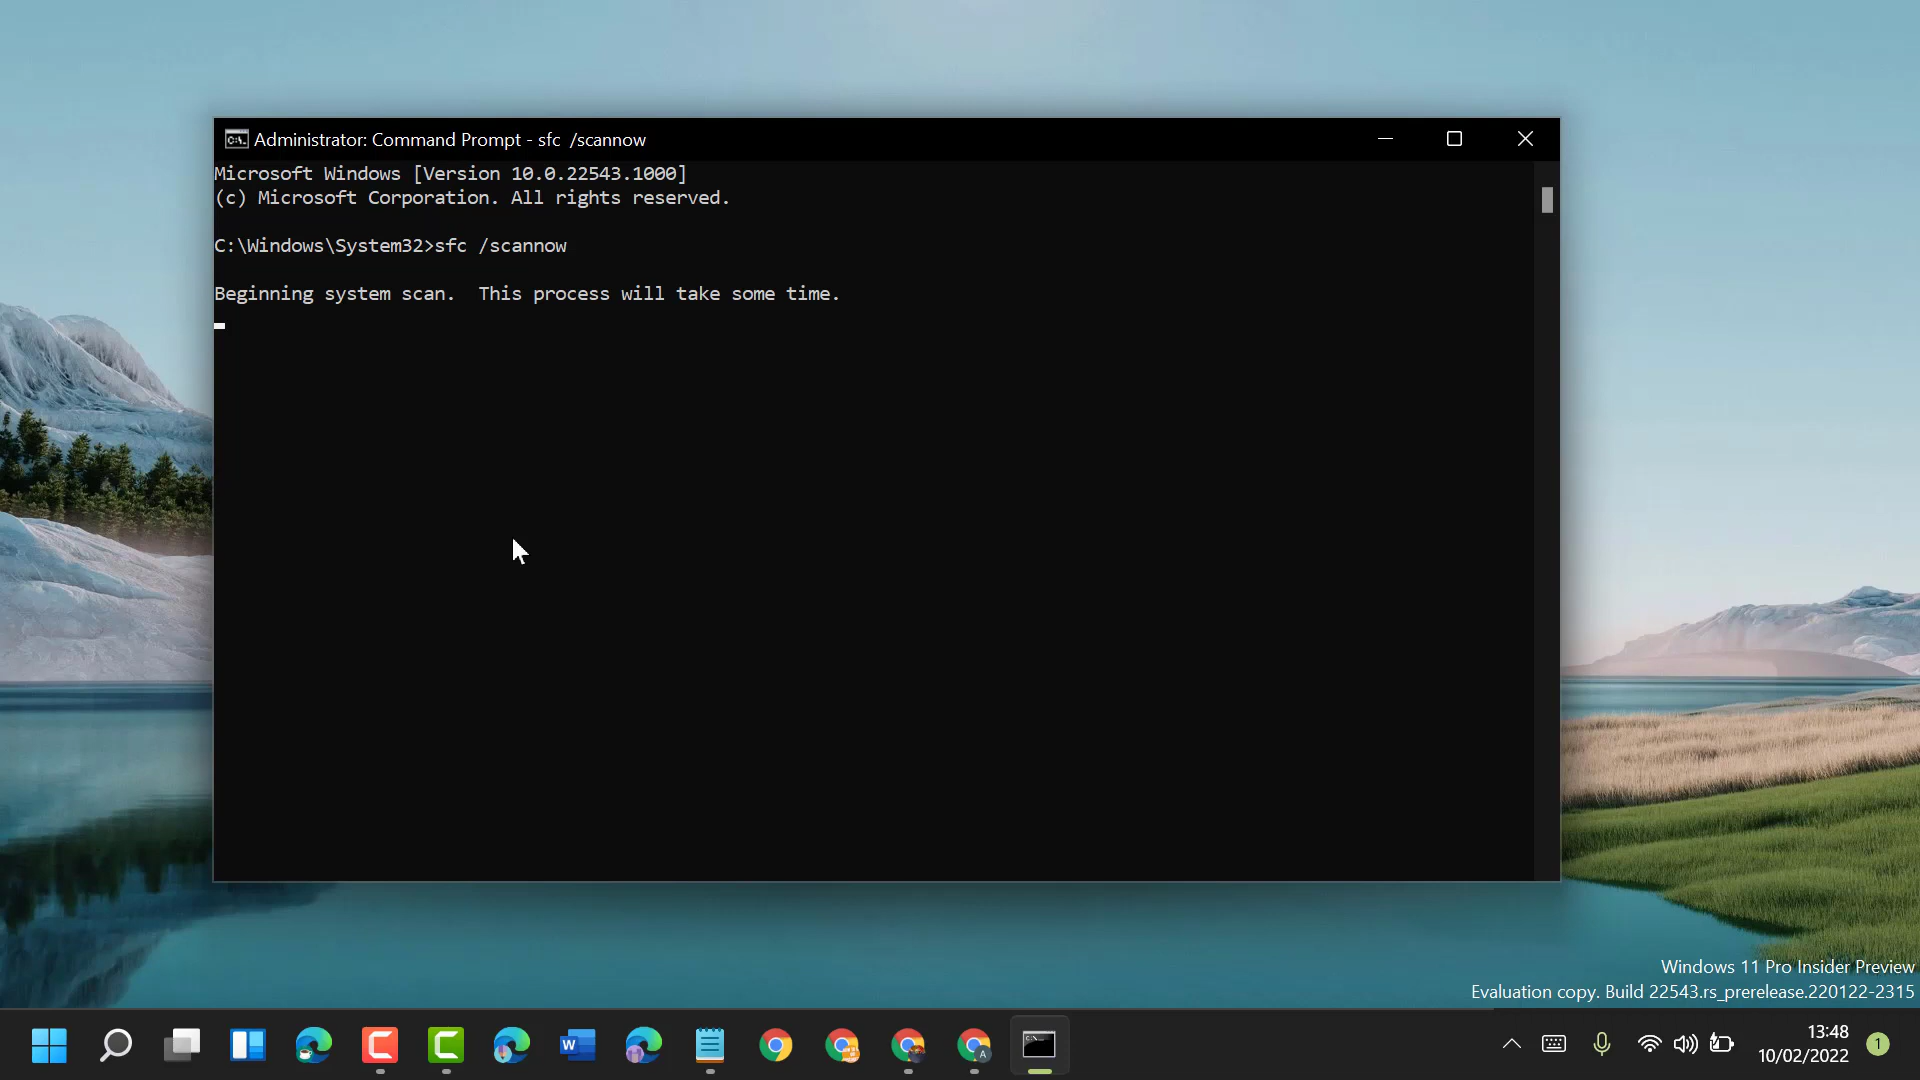 Administrator: Command Prompt - sfc  /scannow
Microsoft Windows [Version 10.0.22543.1000]
(c) Microsoft Corporation. All rights reserved.
C:\Windows\System32>sfc /scannow
Beginning system scan.  This process will take some time.
Windows 11 Pro Insider Preview
Evaluation copy. Build 22543.rs_prerelease.220122-2315
13:48
10/02/2022
1